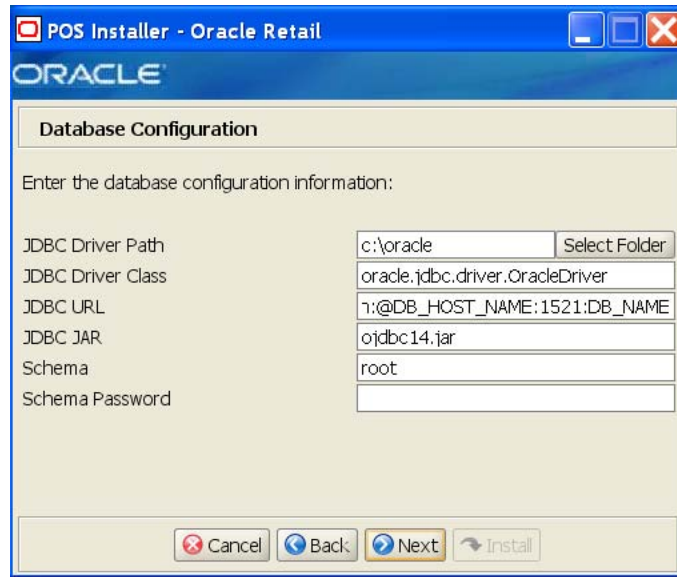 POS Installer - Oracle Retail
ORACLE
Database Configuration
Enter the database configuration information:
JDBC Driver Path c:\oracle Select Folder
JDBC Driver Class oracle.jdbc.driver.OracleDriver
JDBC URL :@DB_HOST_NAME:1521:DB_NAME
JDBC JAR ojdbc14.jar
Schema root
Schema Password
Cancel Back Next Install